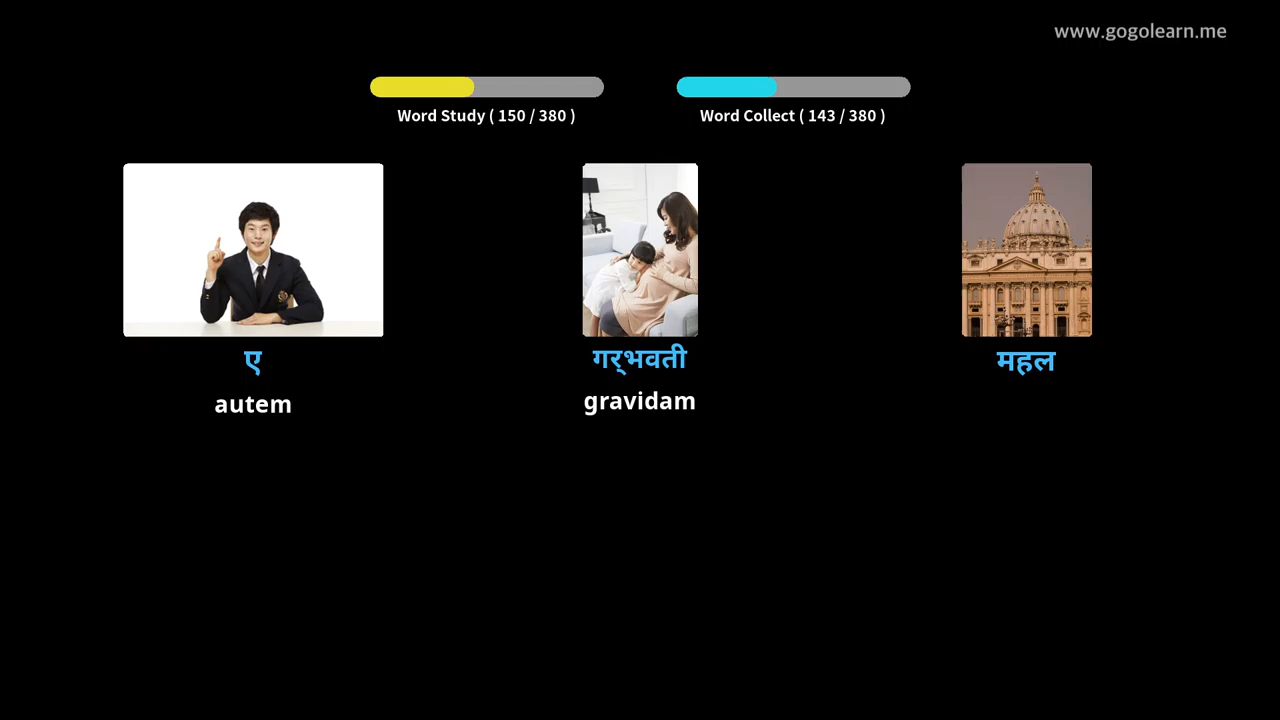 www.gogolearn.me
Word Study ( 150 / 380 )
Word Collect ( 143 / 380 )
ए
गर्भवती
महल
autem
gravidam